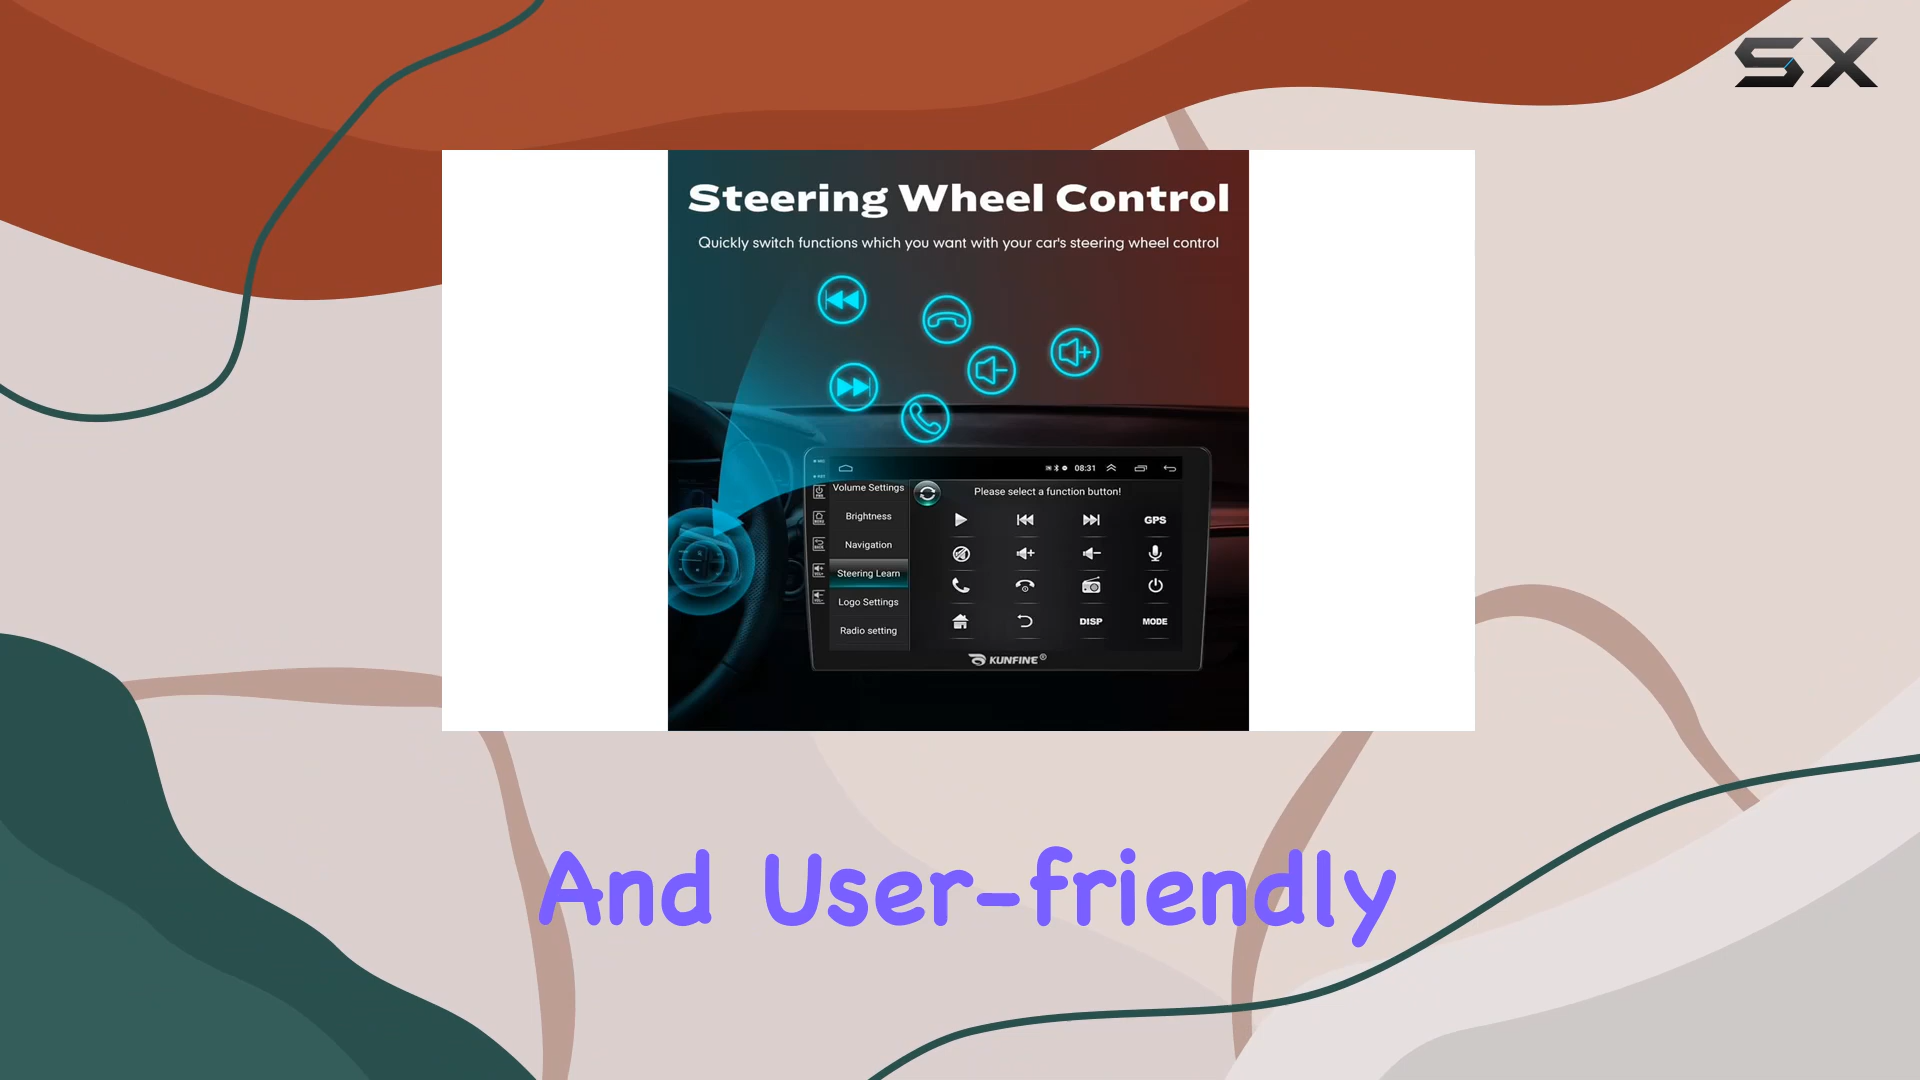 SX
Steering Wheel Control
Quickly switch functions which you want with your car's steering wheel control
08:31
Volume Settings
Please select a function button!
Brightness
GPS
Navigation
Steering Learn
Logo Settings
DISP
MODE
Radio setting
KUNFINE®
And User-friendly